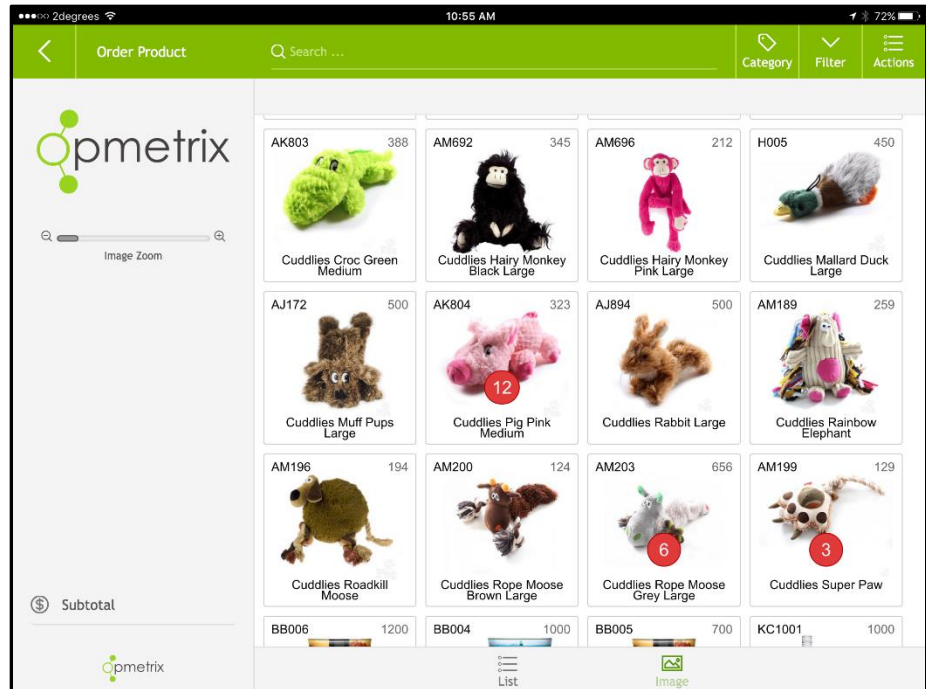 2degrees
10:55 AM
72%
Order Product
Search ...
Category
Filter
Actions
opmetrix
Image Zoom
AK803 388
AM692 345
AM696 212
H005 450
Cuddlies Croc Green
Medium
Cuddlies Hairy Monkey
Black Large
Cuddlies Hairy Monkey
Pink Large
Cuddlies Mallard Duck
Large
AJ172 500
AK804 323
AJ894 500
AM189 259
12
Cuddlies Muff Pups
Large
Cuddlies Pig Pink
Medium
Cuddlies Rabbit Large
Cuddlies Rainbow
Elephant
AM196 194
AM200 124
AM203 656
AM199 129
6
3
Cuddlies Roadkill
Moose
Cuddlies Rope Moose
Brown Large
Cuddlies Rope Moose
Grey Large
Cuddlies Super Paw
Subtotal
BB006 1200
BB004 1000
BB005 700
KC1001 1000
opmetrix
List
Image